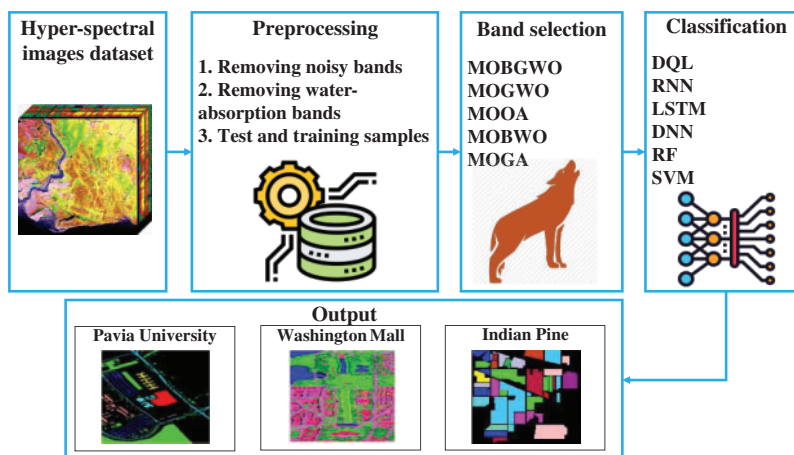 Hyper-spectral
images dataset
Preprocessing
1. Removing noisy bands
2. Removing water-
absorption bands
3. Test and training samples
Band selection
MOBGWO
MOGWO
MOOA
MOBWO
MOGA
Classification
DQL
RNN
LSTM
DNN
RF
SVM
Output
Pavia University
Washington Mall
Indian Pine